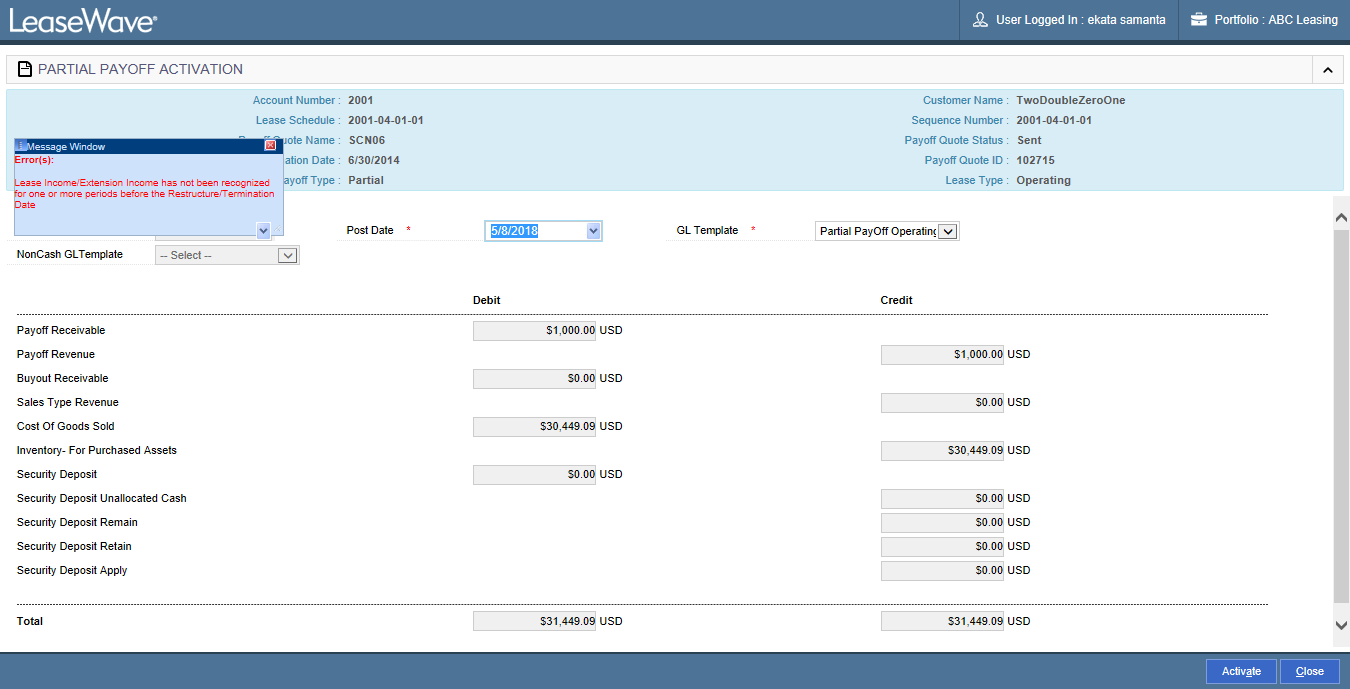 LeaseWave®
User Logged In : ekata samanta
Portfolio : ABC Leasing
PARTIAL PAYOFF ACTIVATION
Account Number : 2001
Customer Name : TwoDoubleZeroOne
Lease Schedule : 2001-04-01-01
Sequence Number : 2001-04-01-01
Payoff Quote Name : SCN06
Payoff Quote Status : Sent
ation Date : 6/30/2014
Payoff Quote ID : 102715
ayoff Type : Partial
Lease Type : Operating
Message Window
Error(s):
Lease Income/Extension Income has not been recognized
for one or more periods before the Restructure/Termination
Date
Post Date * 5/8/2018
GL Template * Partial PayOff Operating
NonCash GLTemplate -- Select --
Debit Credit
Payoff Receivable $1,000.00 USD
Payoff Revenue $1,000.00 USD
Buyout Receivable $0.00 USD
Sales Type Revenue $0.00 USD
Cost Of Goods Sold $30,449.09 USD
Inventory- For Purchased Assets $30,449.09 USD
Security Deposit $0.00 USD
Security Deposit Unallocated Cash $0.00 USD
Security Deposit Remain $0.00 USD
Security Deposit Retain $0.00 USD
Security Deposit Apply $0.00 USD
Total $31,449.09 USD $31,449.09 USD
Activate Close